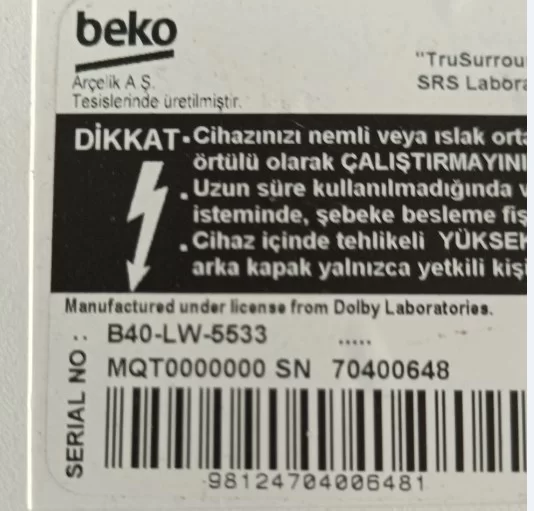 beko
Arçelik A.Ş.
Tesislerinde üretilmiştir.
"TruSurrou
SRS Labora
DİKKAT
• Cihazınızı nemli veya ıslak orta
örtülü olarak ÇALIŞTIRMAYINI
• Uzun süre kullanılmadığında v
isteminde, şebeke besleme fiş
• Cihaz içinde tehlikeli YÜKSEK
arka kapak yalnızca yetkili kişi
Manufactured under license from Dolby Laboratories.
SERIAL NO :
B40-LW-5533 .....
MQT0000000 SN 70400648
98124704006481